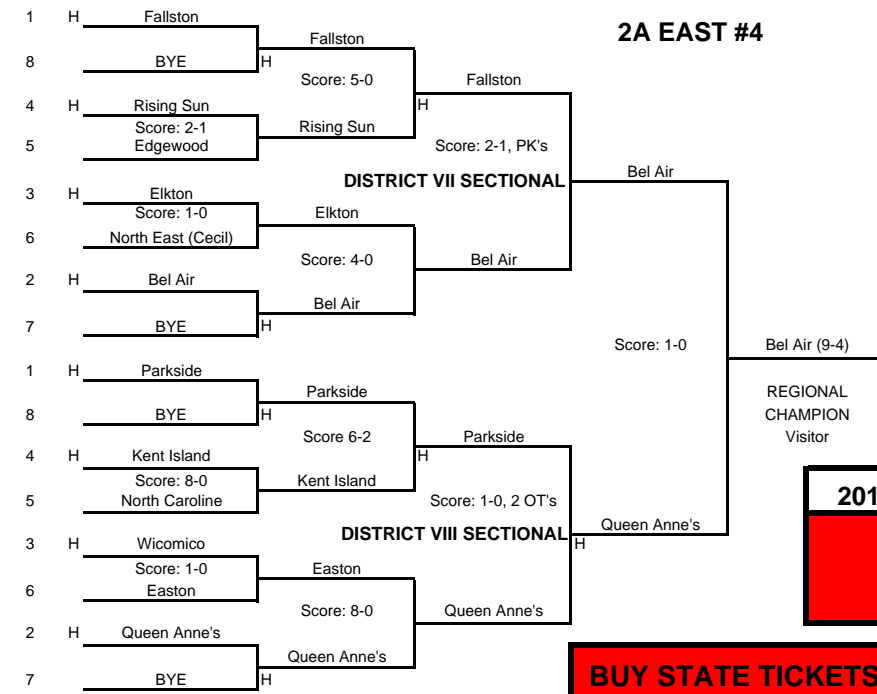 1 H Fallston
2A EAST #4
Fallston
8 BYE H
Score: 5-0 Fallston
4 H Rising Sun H
Score: 2-1 Rising Sun
5 Edgewood Score: 2-1, PK's
Bel Air
DISTRICT VII SECTIONAL
3 H Elkton
Score: 1-0 Elkton
6 North East (Cecil)
Score: 4-0 Bel Air
2 H Bel Air
Bel Air
7 BYE H
Score: 1-0 Bel Air (9-4)
1 H Parkside
Parkside REGIONAL
8 BYE H CHAMPION
Score 6-2 Parkside Visitor
4 H Kent Island H
Score: 8-0 Kent Island
5 North Caroline Score: 1-0, 2 OT's 201
Queen Anne's
DISTRICT VIII SECTIONAL
3 H Wicomico H
Score: 1-0 Easton
6 Easton
Score: 8-0 Queen Anne's
2 H Queen Anne's
Queen Anne's
7 BYE H
BUY STATE TICKETS